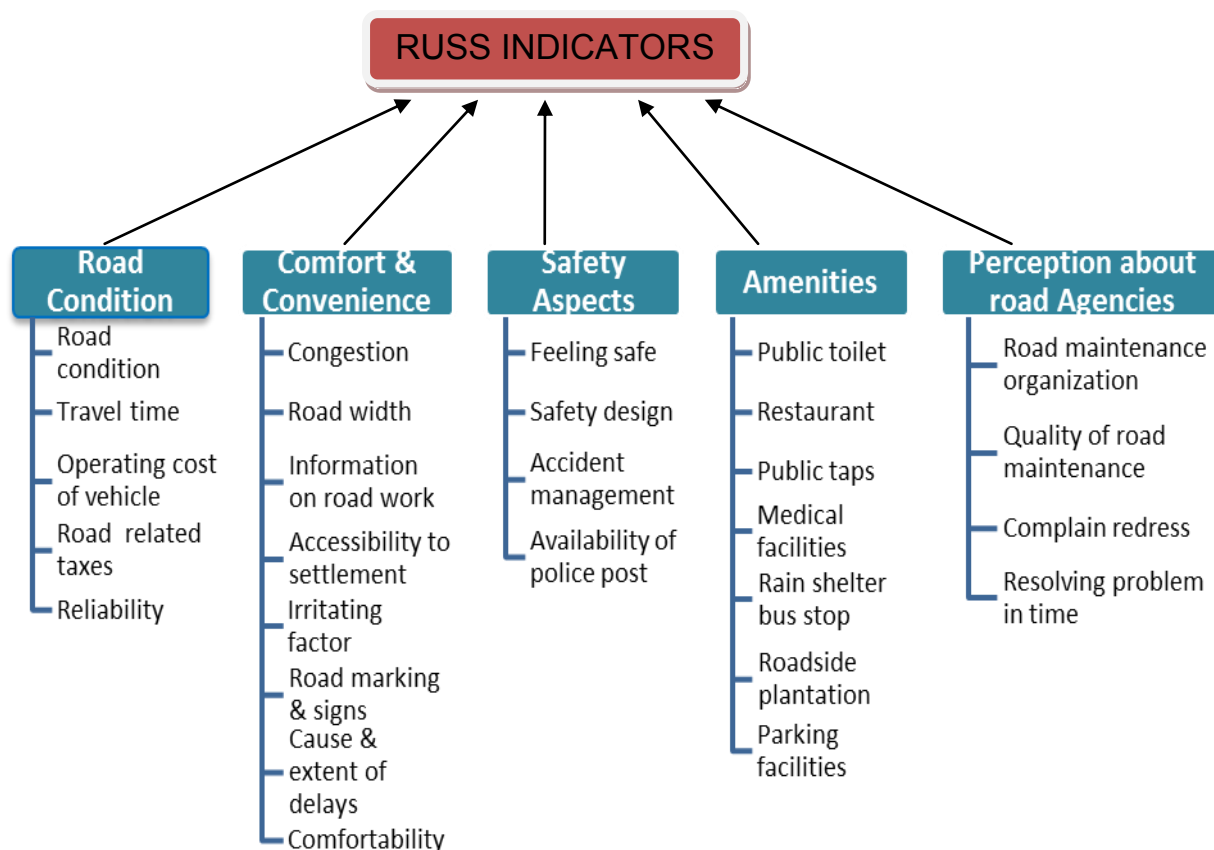 RUSS INDICATORS
Road
Condition
Road
condition
Travel time
Operating cost
of vehicle
Road related
taxes
Reliability
Comfort &
Convenience
Congestion
Road width
Information
on road work
Accessibility to
settlement
Irritating
factor
Road marking
& signs
Cause &
extent of
delays
Comfortability
Safety
Aspects
Feeling safe
Safety design
Accident
management
Availability of
police post
Amenities
Public toilet
Restaurant
Public taps
Medical
facilities
Rain shelter
bus stop
Roadside
plantation
Parking
facilities
Perception about
road Agencies
Road maintenance
organization
Quality of road
maintenance
Complain redress
Resolving problem
in time